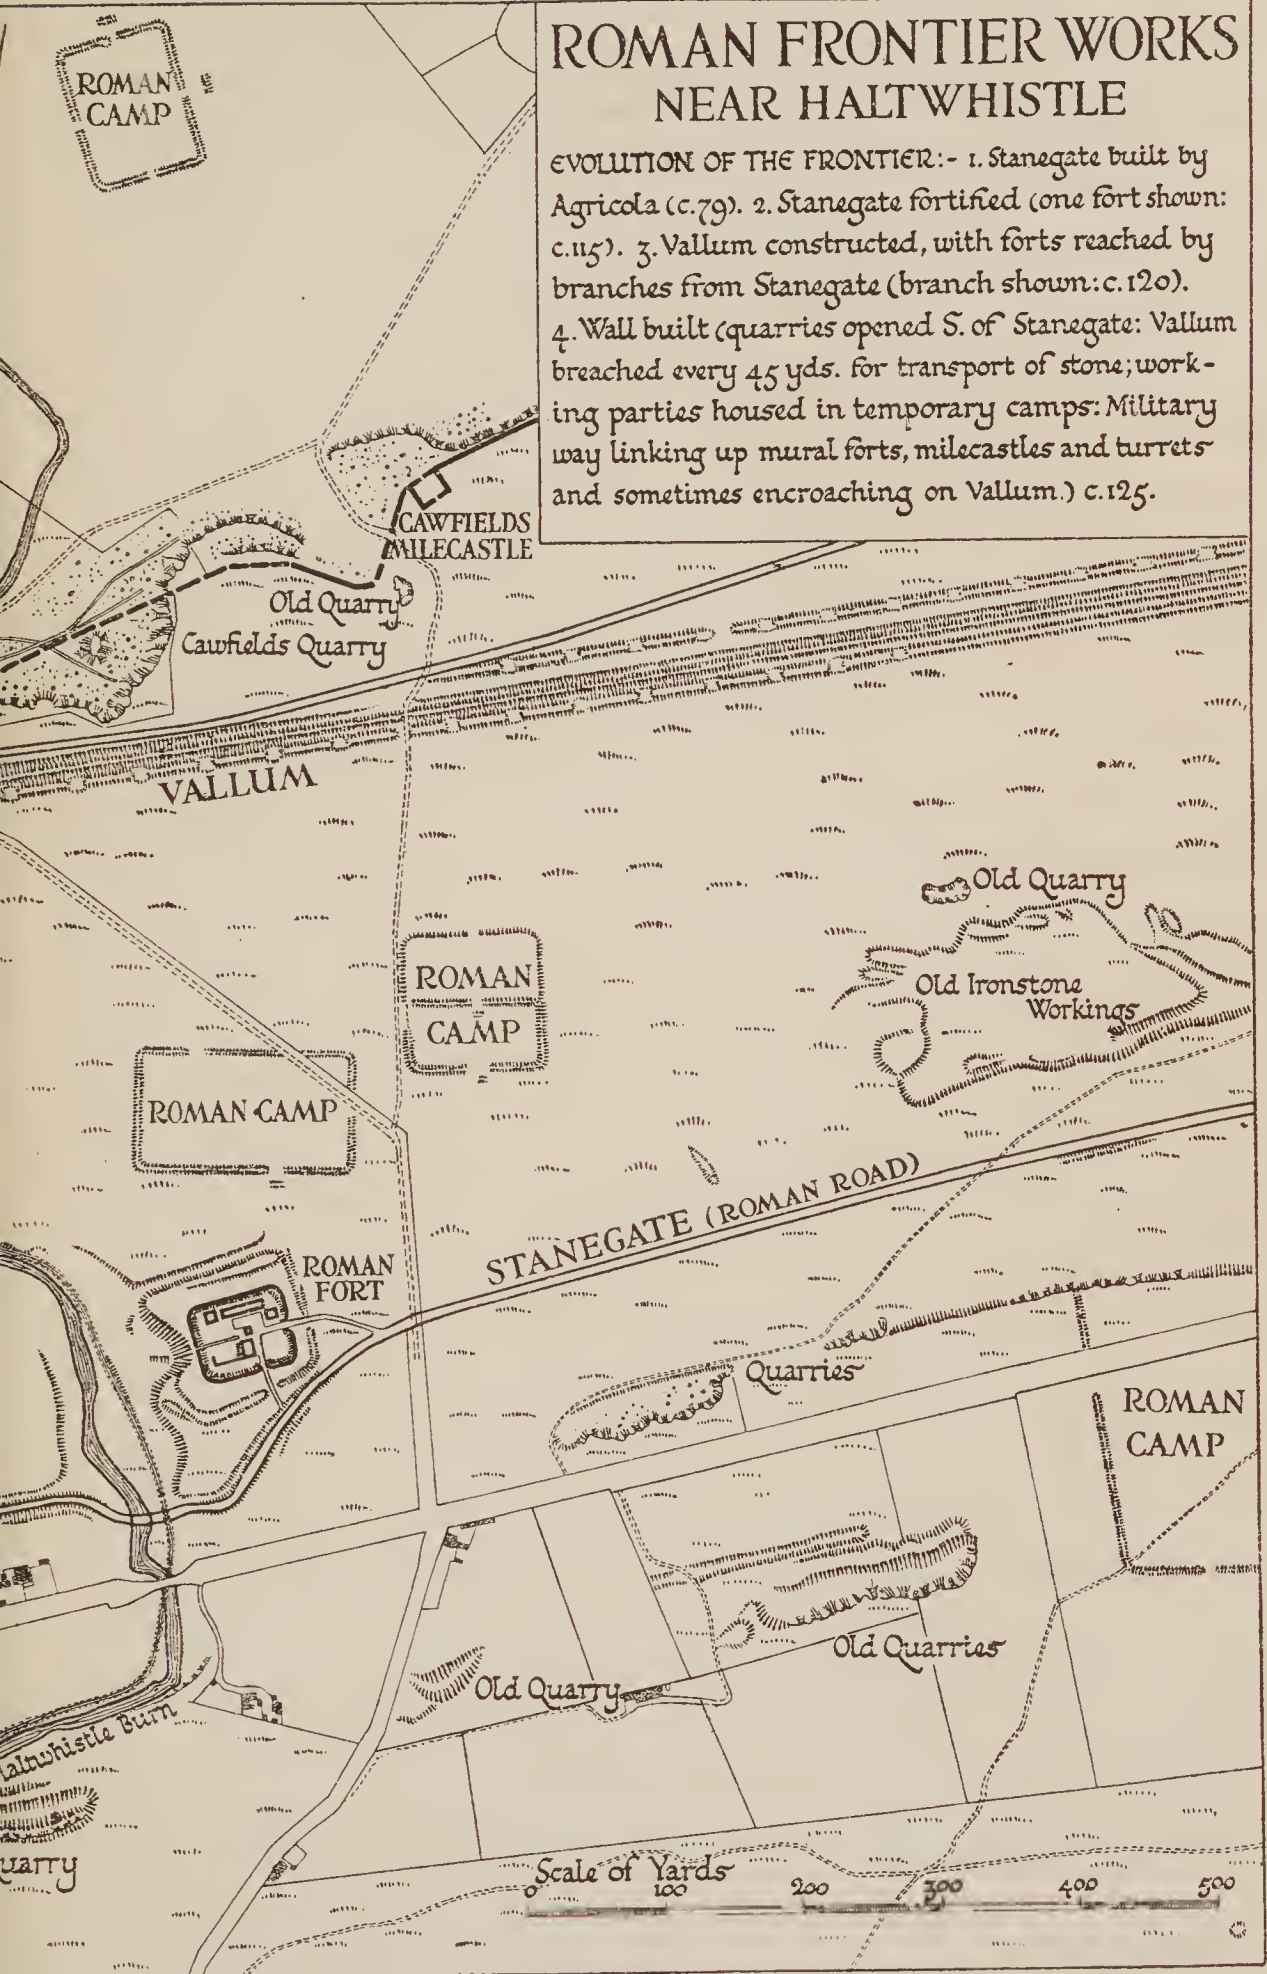 ROMAN FRONTIER WORKS
NEAR HALTWHISTLE
EVOLUTION OF THE FRONTIER:- 1. Stanegate built by
Agricola (c.79). 2. Stanegate fortified (one fort shown:
c.115). 3. Vallum constructed, with forts reached by
branches from Stanegate (branch shown: c.120).
4. Wall built (quarries opened S. of Stanegate: Vallum
breached every 45 yds. for transport of stone; work-
ing parties housed in temporary camps: Military
way linking up mural forts, milecastles and turrets
and sometimes encroaching on Vallum.) c.125.
ROMAN
CAMP
CAWFIELDS
MILECASTLE
Old Quarry
Cawfields Quarry
VALLUM
Old Quarry
Old Ironstone
Workings
ROMAN
CAMP
ROMAN CAMP
STANEGATE (ROMAN ROAD)
ROMAN
FORT
Quarries
ROMAN
CAMP
Old Quarries
Old Quarry
altwhistle Burn
uarry
Scale of Yards
0 100 200 300 400 500